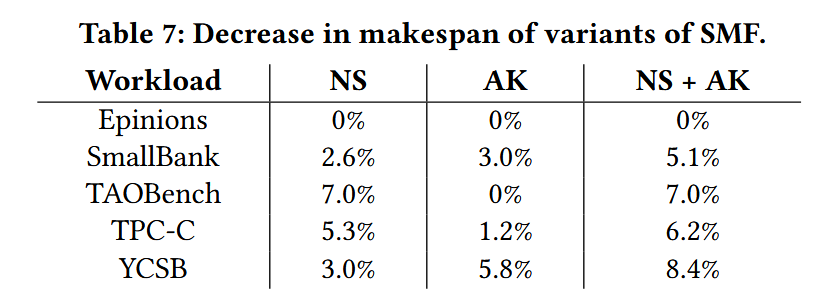 Table 7: Decrease in makespan of variants of SMF.
Workload NS AK NS + AK
Epinions 0% 0% 0%
SmallBank 2.6% 3.0% 5.1%
TAOBench 7.0% 0% 7.0%
TPC-C 5.3% 1.2% 6.2%
YCSB 3.0% 5.8% 8.4%